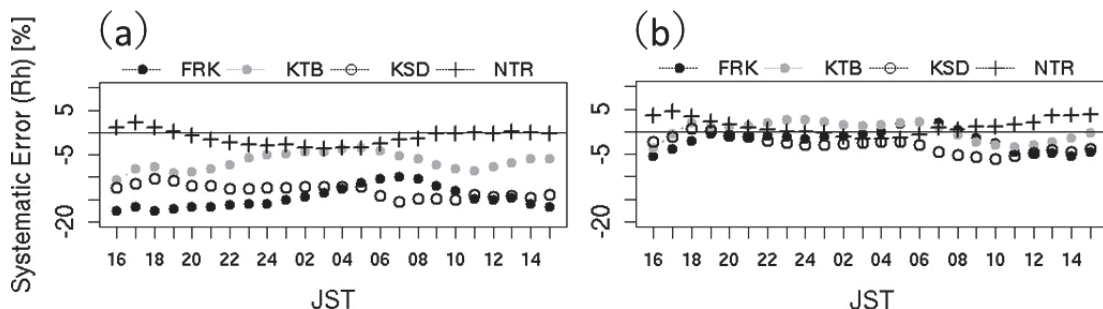 (a)
(b)
Systematic Error (Rh) [%]
FRK KTB KSD NTR
5
-5
-20
16 18 20 22 24 02 04 06 08 10 12 14
JST
FRK KTB KSD NTR
5
-5
-20
16 18 20 22 24 02 04 06 08 10 12 14
JST